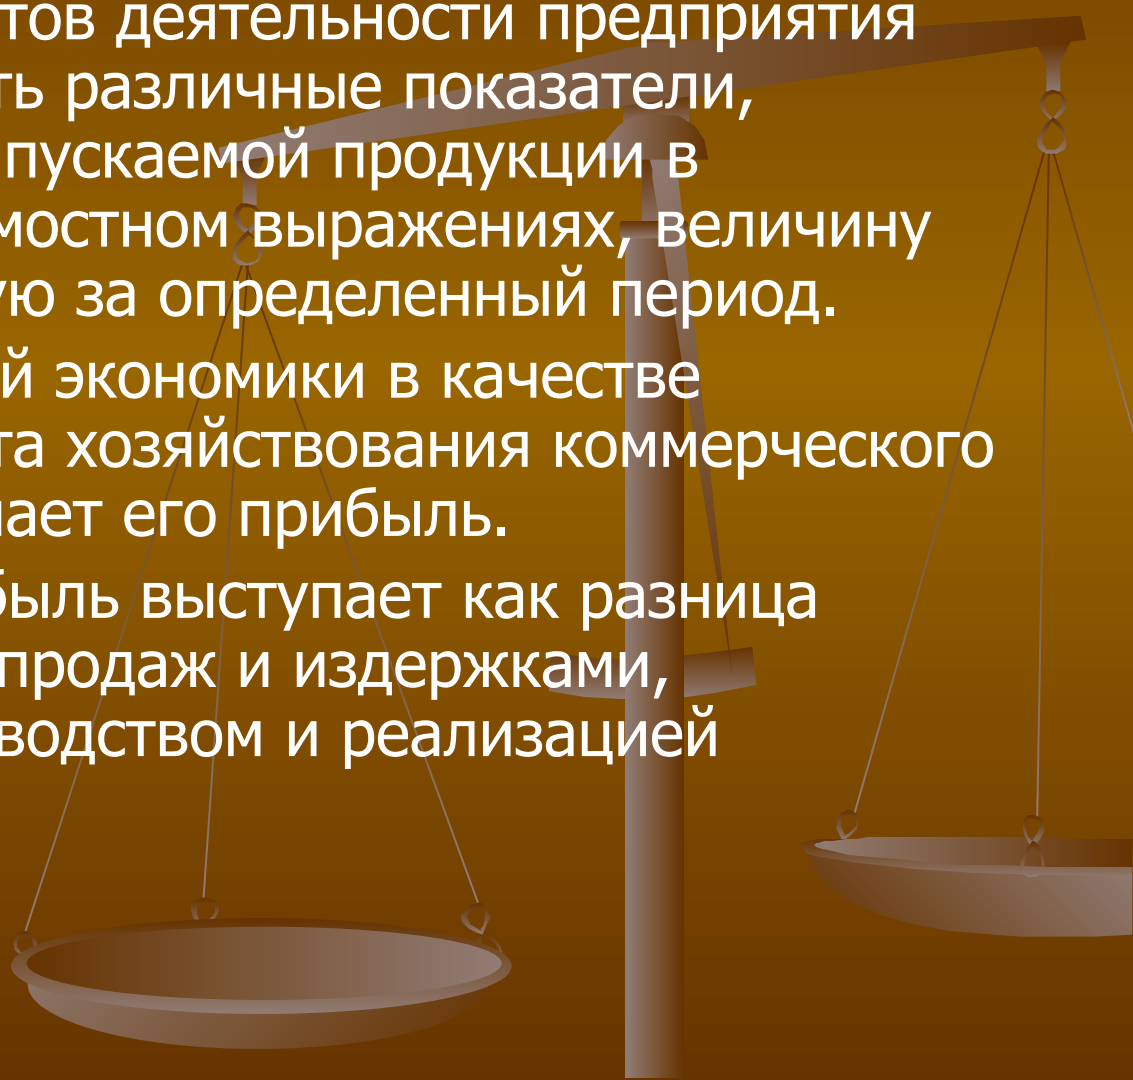 тов деятельности предприятия
ть различные показатели,
пускаемой продукции в
мостном выражениях, величину
ую за определенный период.
й экономики в качестве
та хозяйствования коммерческого
ает его прибыль.
быль выступает как разница
продаж и издержками,
водством и реализацией